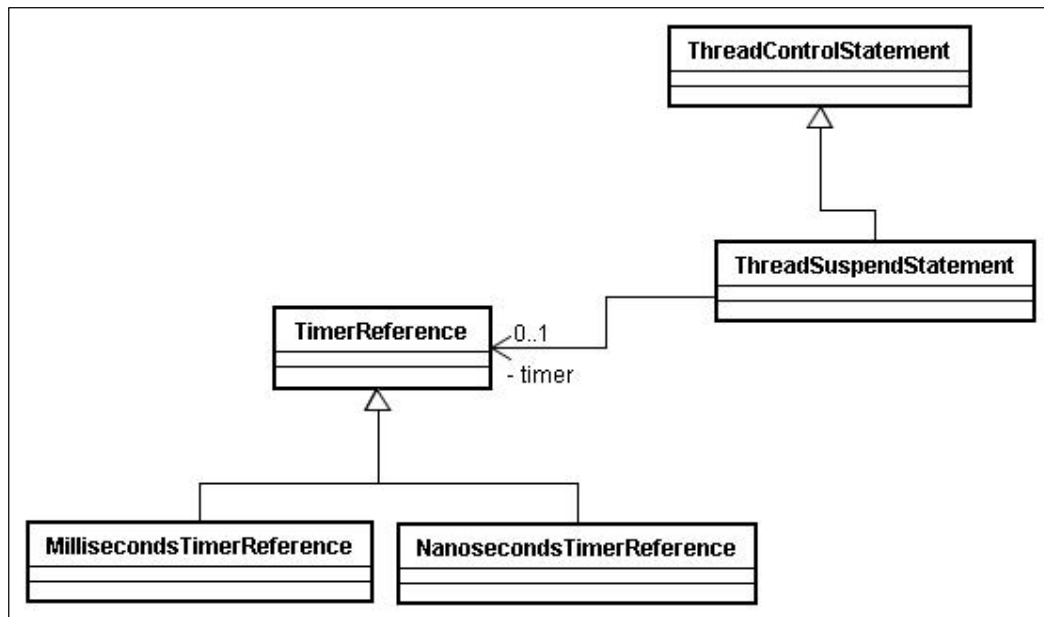 ThreadControlStatement
ThreadSuspendStatement
TimerReference
0..1
- timer
MillisecondsTimerReference
NanosecondsTimerReference